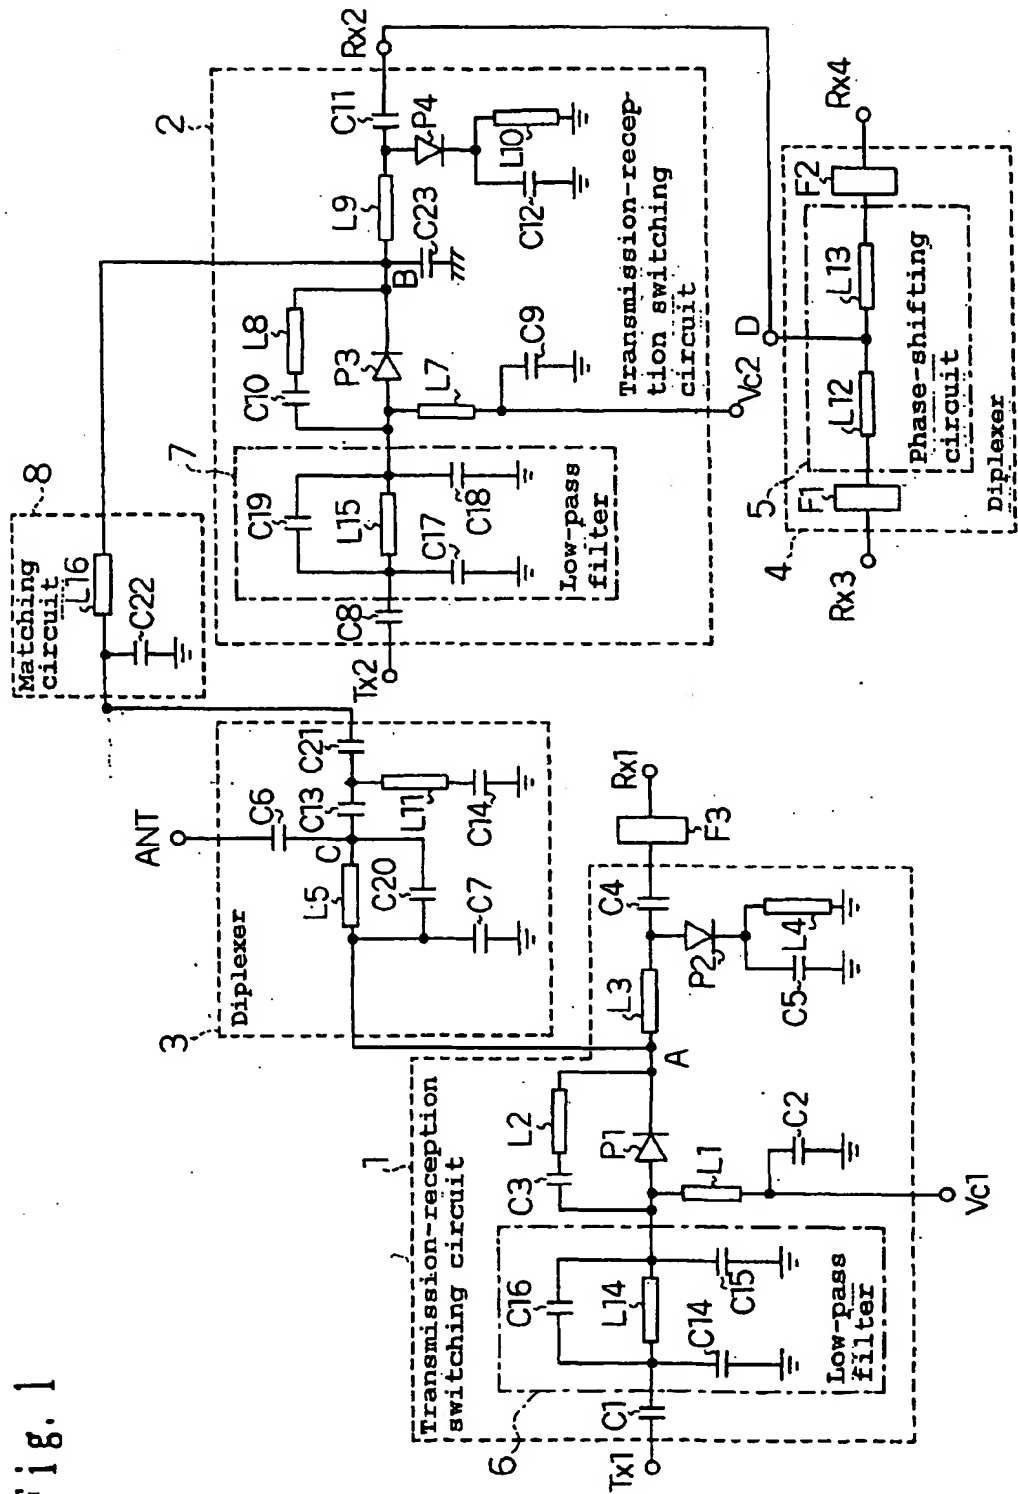 Fig. 1
8
Matching
circuit
L16
C22
ANT
C6
3
Diplexer
C
L5
C20
C7
C13
C21
L11
C14
2
7
C19
L15
C17
C18
Low-pass
filter
C8
Tx2
C10
L8
P3
L7
C9
Vc2
B
L9
C23
C11
P4
L10
C12
Rx2
Transmission-recep-
tion switching
circuit
D
4
5
F1
L12
L13
F2
Rx3
Rx4
Phase-shifting
circuit
Diplexer
1
Transmission-reception
switching circuit
6
C16
L14
C14
C15
Low-pass
filter
C1
Tx1
C3
L2
P1
L1
C2
Vc1
A
L3
C4
P2
L4
C5
F3
Rx1